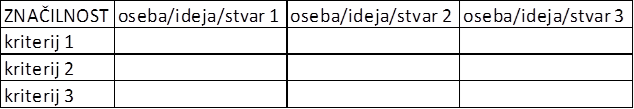 ZNAČILNOST oseba/ideja/stvar 1 oseba/ideja/stvar 2 oseba/ideja/stvar 3
kriterij 1
kriterij 2
kriterij 3